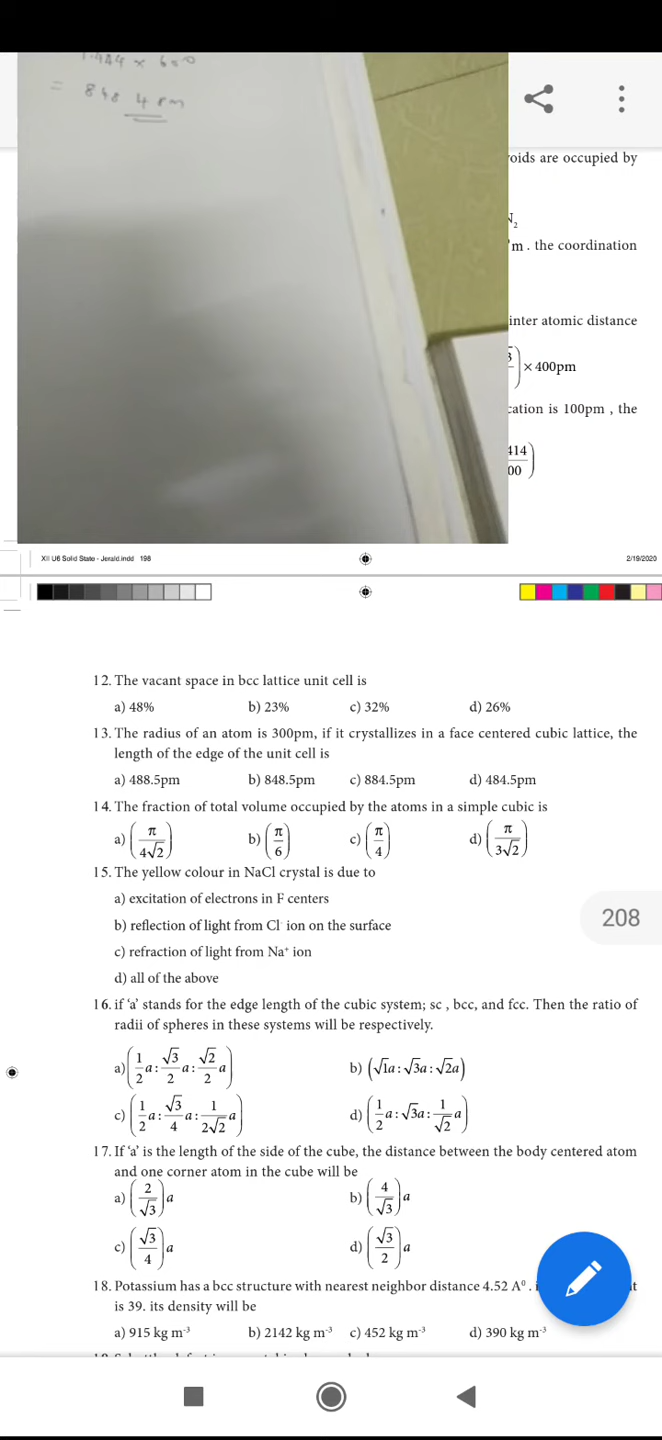 = 848.4 pm
oids are occupied by
m . the coordination
inter atomic distance
× 400pm
cation is 100pm , the
414
00
XII U6 Solid State - Jerald.indd 198
2/19/2020
12. The vacant space in bcc lattice unit cell is
a) 48% b) 23% c) 32% d) 26%
13. The radius of an atom is 300pm, if it crystallizes in a face centered cubic lattice, the
length of the edge of the unit cell is
a) 488.5pm b) 848.5pm c) 884.5pm d) 484.5pm
14. The fraction of total volume occupied by the atoms in a simple cubic is
a) (π/4√2) b) (π/6) c) (π/4) d) (π/3√2)
15. The yellow colour in NaCl crystal is due to
a) excitation of electrons in F centers
b) reflection of light from Cl⁻ ion on the surface
208
c) refraction of light from Na⁺ ion
d) all of the above
16. if ‘a’ stands for the edge length of the cubic system; sc , bcc, and fcc. Then the ratio of
radii of spheres in these systems will be respectively.
a) (1/2 a : √3/2 a : √2/2 a) b) (√1a : √3a : √2a)
c) (1/2 a : √3/4 a : 1/2√2 a) d) (1/2 a : √3a : 1/√2 a)
17. If ‘a’ is the length of the side of the cube, the distance between the body centered atom
and one corner atom in the cube will be
a) (2/√3) a b) (4/√3) a
c) (√3/4) a d) (√3/2) a
18. Potassium has a bcc structure with nearest neighbor distance 4.52 A⁰ .
is 39. its density will be
a) 915 kg m⁻³ b) 2142 kg m⁻³ c) 452 kg m⁻³ d) 390 kg m⁻³